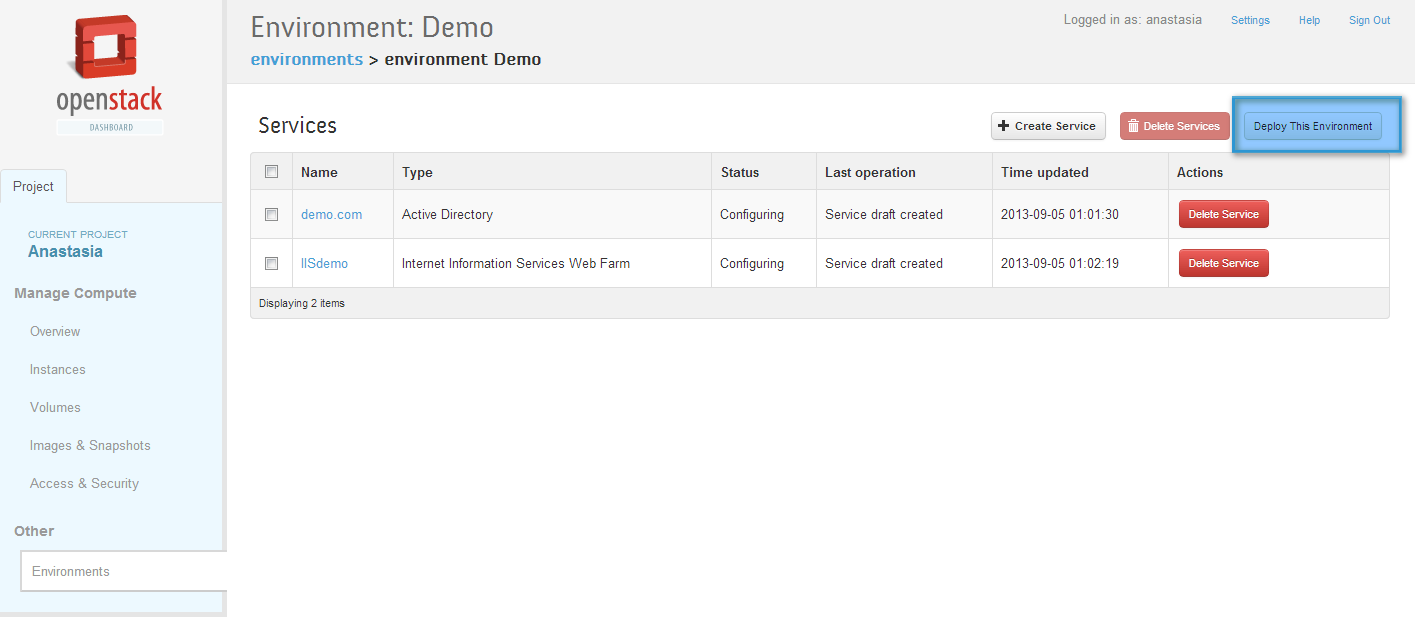 openstack
DASHBOARD
Project
CURRENT PROJECT
Anastasia
Manage Compute
Overview
Instances
Volumes
Images & Snapshots
Access & Security
Other
Environments
Environment: Demo
Logged in as: anastasia Settings Help Sign Out
environments > environment Demo
Services
Create Service Delete Services Deploy This Environment
Name Type Status Last operation Time updated Actions
demo.com Active Directory Configuring Service draft created 2013-09-05 01:01:30 Delete Service
IISdemo Internet Information Services Web Farm Configuring Service draft created 2013-09-05 01:02:19 Delete Service
Displaying 2 items